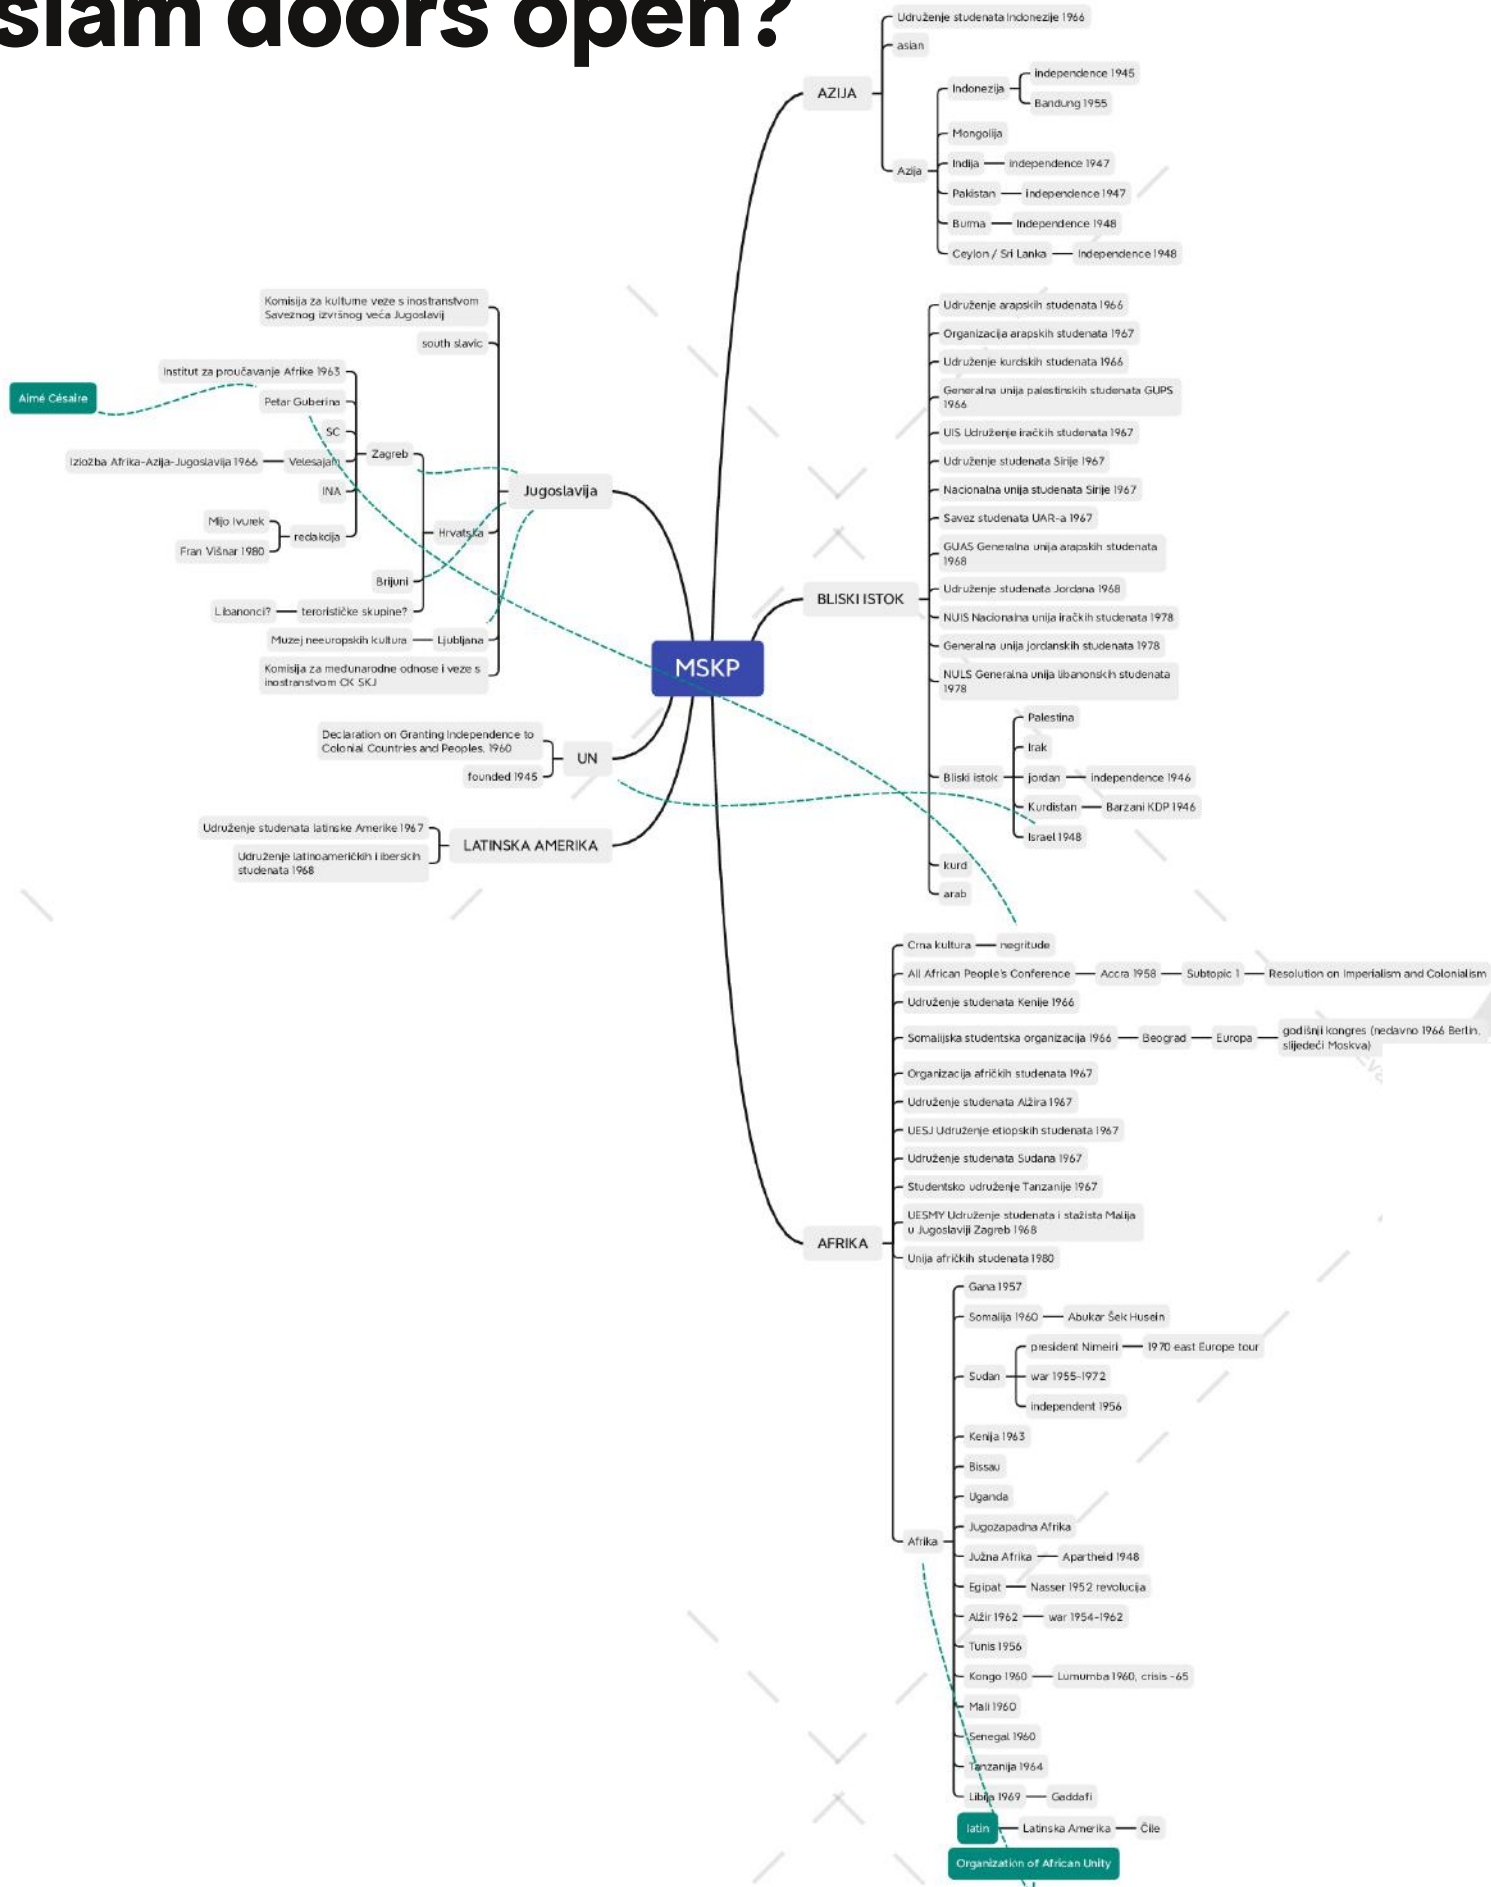 slam doors open?
Udruženje studenata Indonezije 1966
asian
AZIJA
Indonezija
independence 1945
Bandung 1955
Mongolija
Azija
Indija
independence 1947
Pakistan
independence 1947
Burma
Independence 1948
Ceylon / Sri Lanka
Independence 1948
Komisija za kulturne veze s inostranstvom
Saveznog izvršnog veća Jugoslavij
south slavic
Institut za proučavanje Afrike 1963
Aimé Césaire
Petar Guberina
SC
Zagreb
Izložba Afrika-Azija-Jugoslavija 1966
Velesajam
INA
Jugoslavija
Mijo Ivurek
redakcija
Hrvatska
Fran Višnar 1980
Brijuni
Libanonci?
terorističke skupine?
Muzej neeuropskih kultura
Ljubljana
Komisija za međunarodne odnose i veze s
inostranstvom CK SKJ
MSKP
Declaration on Granting Independence to
Colonial Countries and Peoples, 1960
UN
founded 1945
Udruženje studenata latinske Amerike 1967
LATINSKA AMERIKA
Udruženje latinoameričkih i iberskih
studenata 1968
Udruženje arapskih studenata 1966
Organizacija arapskih studenata 1967
Udruženje kurdskih studenata 1966
Generalna unija palestinskih studenata GUPS
1966
UIS Udruženje iračkih studenata 1967
Udruženje studenata Sirije 1967
Nacionalna unija studenata Sirije 1967
Savez studenata UAR-a 1967
GUAS Generalna unija arapskih studenata
1968
Udruženje studenata Jordana 1968
BLISKI ISTOK
NUIS Nacionalna unija iračkih studenata 1978
Generalna unija jordanskih studenata 1978
NULS Generalna unija libanonskih studenata
1978
Palestina
Irak
Bliski istok
jordan
independence 1946
Kurdistan
Barzani KDP 1946
Israel 1948
kurd
arab
Crna kultura
negritude
All African People's Conference
Accra 1958
Subtopic 1
Resolution on Imperialism and Colonialism
Udruženje studenata Kenije 1966
Somalijska studentska organizacija 1966
Beograd
Europa
godišnji kongres (nedavno 1966 Berlin,
slijedeći Moskva)
Organizacija afričkih studenata 1967
Udruženje studenata Alžira 1967
UESJ Udruženje etiopskih studenata 1967
Udruženje studenata Sudana 1967
Studentsko udruženje Tanzanije 1967
UESMY Udruženje studenata i stažista Malija
u Jugoslaviji Zagreb 1968
AFRIKA
Unija afričkih studenata 1980
Gana 1957
Somalija 1960
Abukar Šek Husein
president Nimeiri
1970 east Europe tour
Sudan
war 1955-1972
independent 1956
Kenija 1963
Bissau
Uganda
Jugozapadna Afrika
Afrika
Južna Afrika
Apartheid 1948
Egipat
Nasser 1952 revolucija
Alžir 1962
war 1954-1962
Tunis 1956
Kongo 1960
Lumumba 1960, crisis -65
Mali 1960
Senegal 1960
Tanzanija 1964
Libija 1969
Gaddafi
latin
Latinska Amerika
Čile
Organization of African Unity